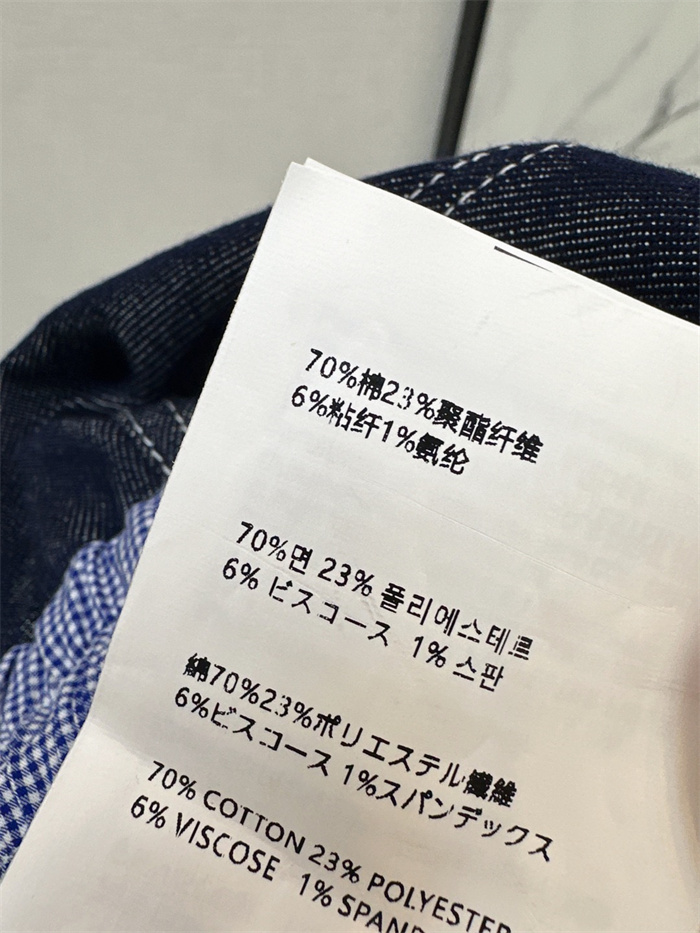 70%棉23%聚酯纤维
6%粘纤1%氨纶
70%면 23% 폴리에스테르
6% ビスコース 1% 스판
綿70%23%ポリエステル繊維
6%ビスコース 1%スパンデックス
70% COTTON 23% POLYESTER
6% VISCOSE 1% SPAN